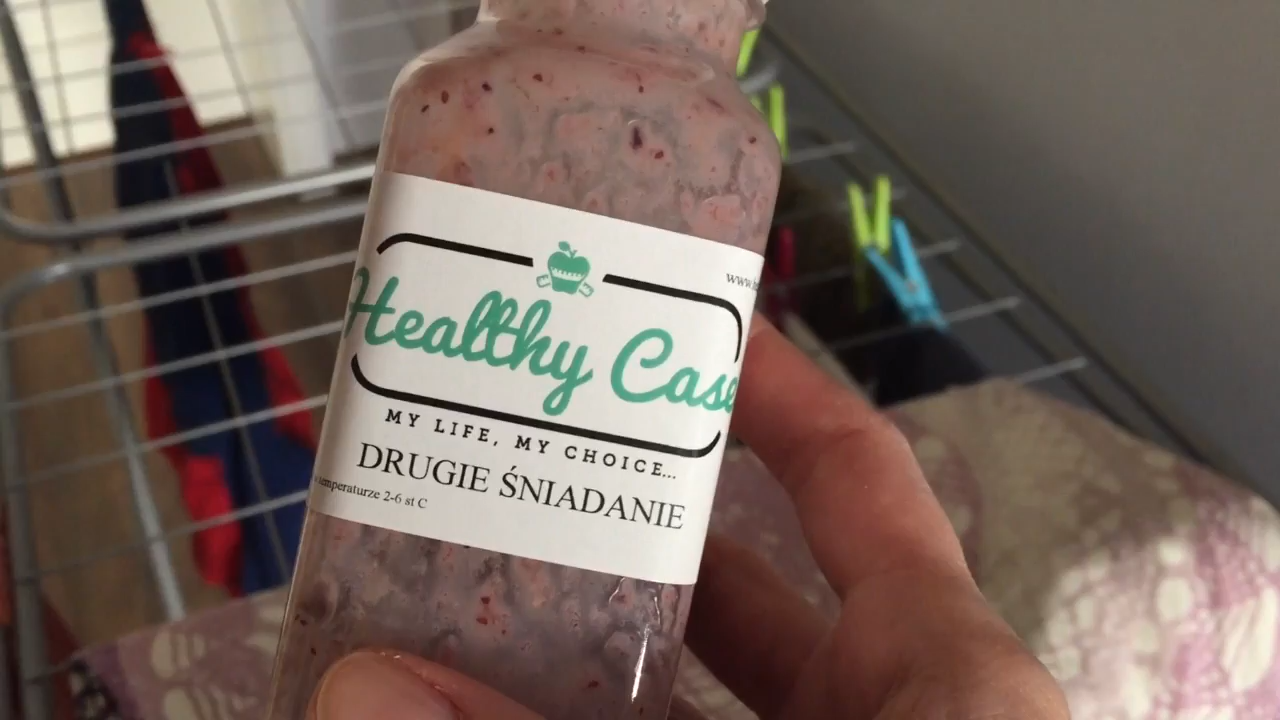 Healthy Case
MY LIFE, MY CHOICE...
DRUGIE ŚNIADANIE
temperaturze 2-6 st C